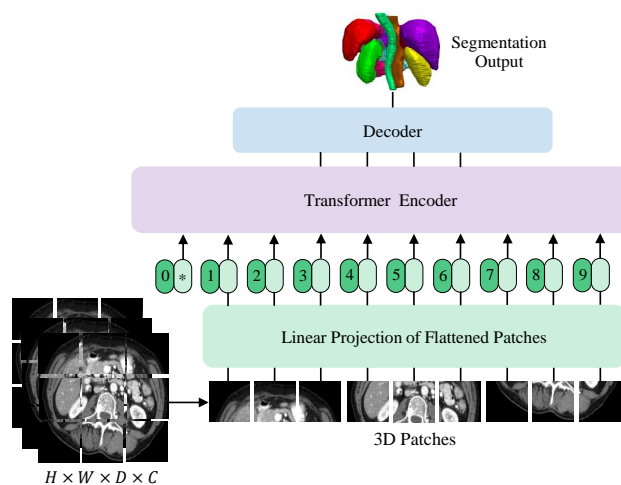 Segmentation
Output
Decoder
Transformer Encoder
0 * 1 2 3 4 5 6 7 8 9
Linear Projection of Flattened Patches
3D Patches
H × W × D × C